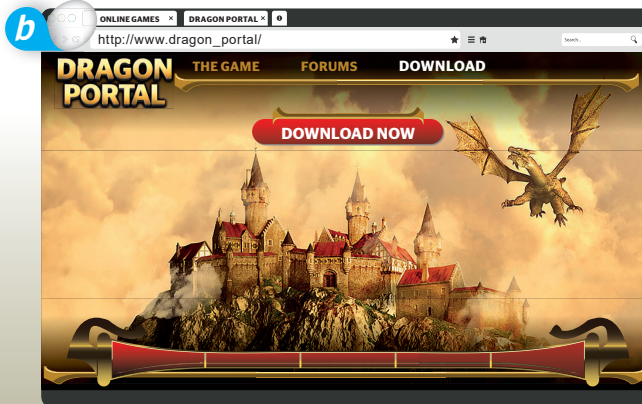 b
ONLINE GAMES ×
DRAGON PORTAL ×
http://www.dragon_portal/
Search..
DRAGON
PORTAL
THE GAME
FORUMS
DOWNLOAD
DOWNLOAD NOW